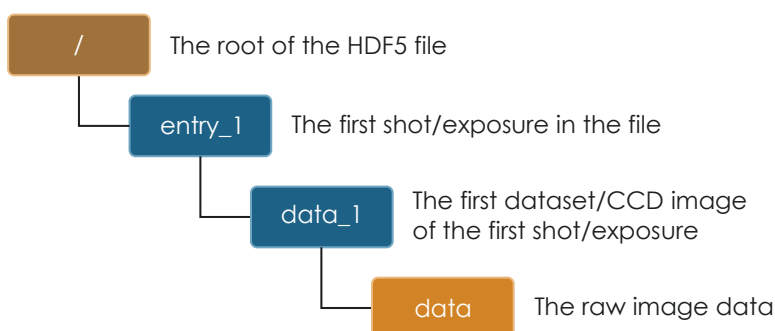 /
The root of the HDF5 file
entry_1
The first shot/exposure in the file
data_1
The first dataset/CCD image
of the first shot/exposure
data
The raw image data